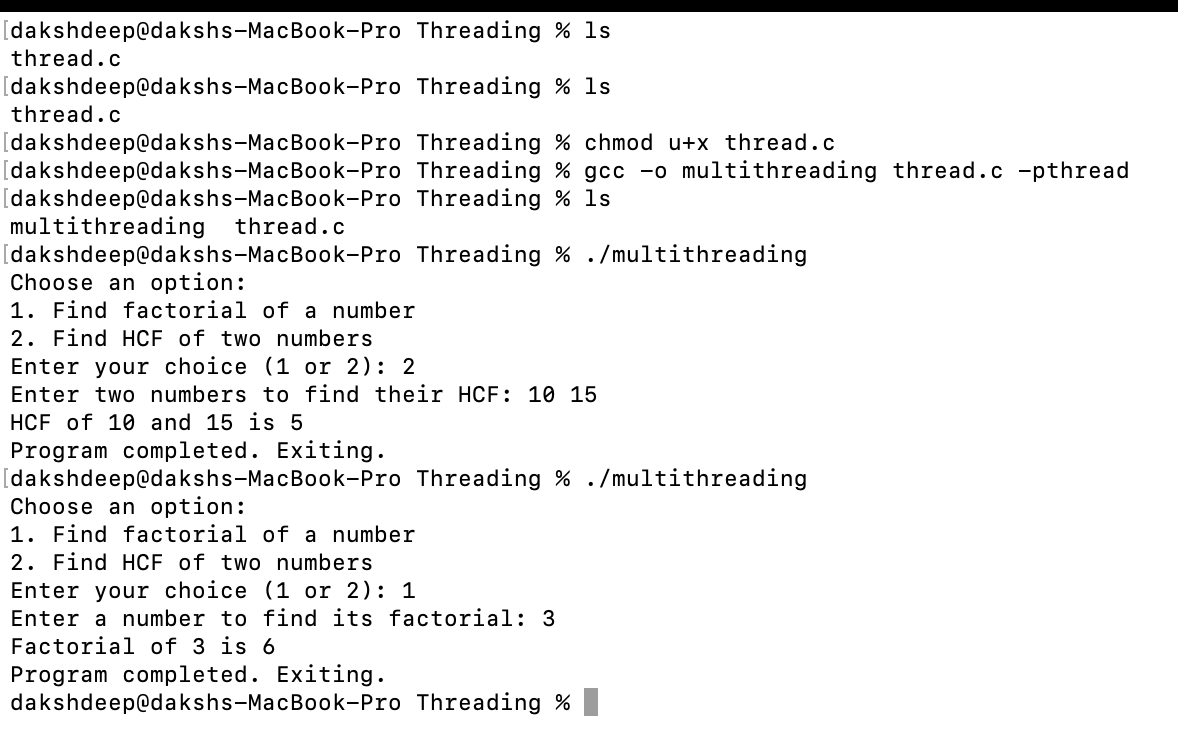 [dakshdeep@dakshs-MacBook-Pro Threading % ls
thread.c
[dakshdeep@dakshs-MacBook-Pro Threading % ls
thread.c
[dakshdeep@dakshs-MacBook-Pro Threading % chmod u+x thread.c
[dakshdeep@dakshs-MacBook-Pro Threading % gcc -o multithreading thread.c -pthread
[dakshdeep@dakshs-MacBook-Pro Threading % ls
multithreading  thread.c
[dakshdeep@dakshs-MacBook-Pro Threading % ./multithreading
Choose an option:
1. Find factorial of a number
2. Find HCF of two numbers
Enter your choice (1 or 2): 2
Enter two numbers to find their HCF: 10 15
HCF of 10 and 15 is 5
Program completed. Exiting.
[dakshdeep@dakshs-MacBook-Pro Threading % ./multithreading
Choose an option:
1. Find factorial of a number
2. Find HCF of two numbers
Enter your choice (1 or 2): 1
Enter a number to find its factorial: 3
Factorial of 3 is 6
Program completed. Exiting.
dakshdeep@dakshs-MacBook-Pro Threading %